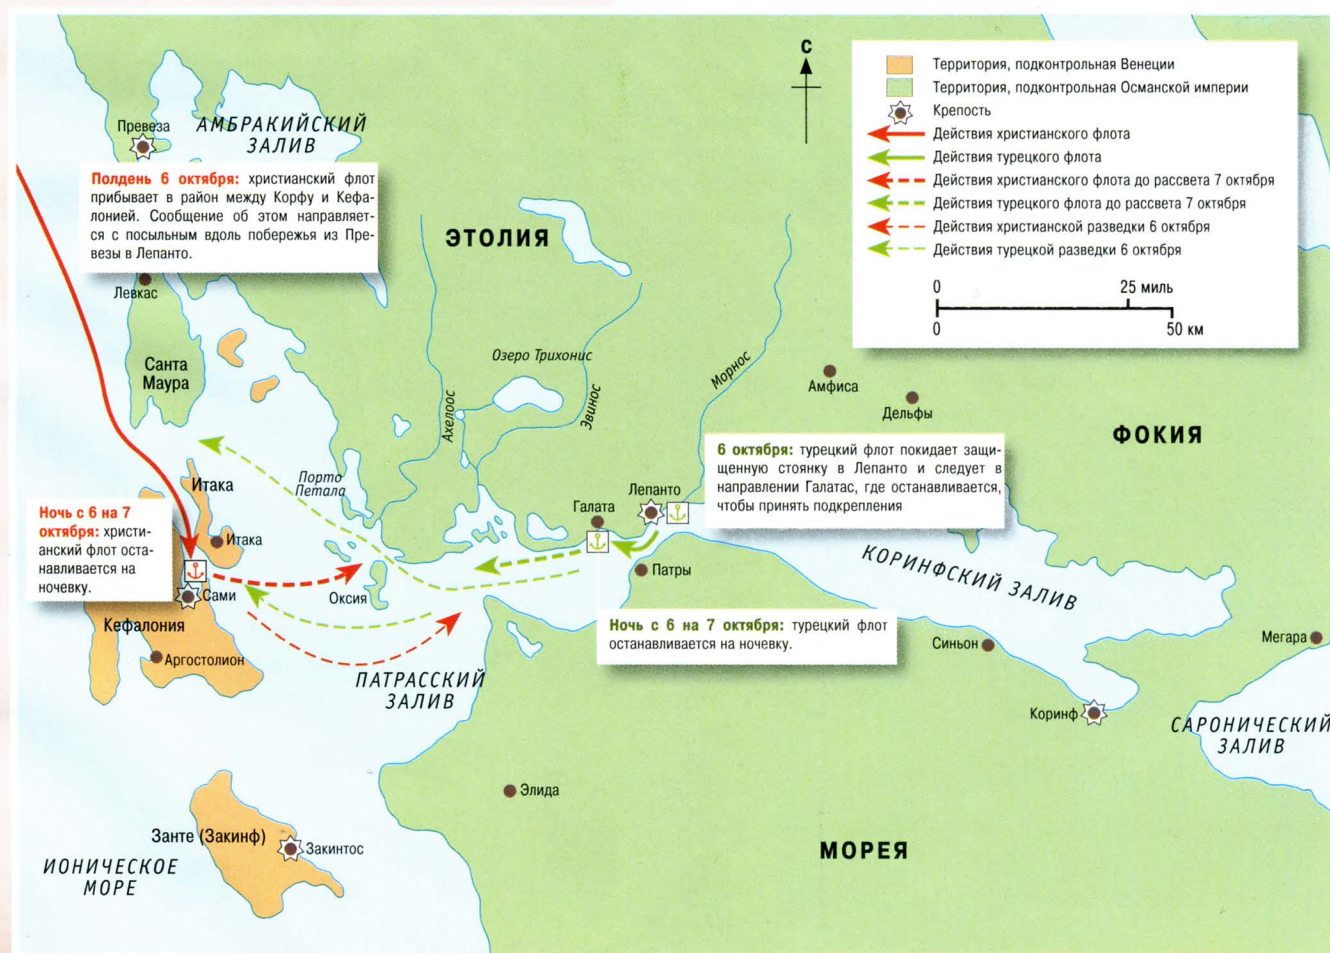 С
Территория, подконтрольная Венеции
Территория, подконтрольная Османской империи
Крепость
Действия христианского флота
Действия турецкого флота
Действия христианского флота до рассвета 7 октября
Действия турецкого флота до рассвета 7 октября
Действия христианской разведки 6 октября
Действия турецкой разведки 6 октября
0
25 миль
0
50 км
Превеза
АМБРАКИЙСКИЙ
ЗАЛИВ
Полдень 6 октября: христианский флот
прибывает в район между Корфу и Кефа-
лонией. Сообщение об этом направляет-
ся с посыльным вдоль побережья из Пре-
везы в Лепанто.
ЭТОЛИЯ
Левкас
Санта
Маура
Озеро Трихонис
Ахелоос
Эвинос
Морнос
Амфиса
Дельфы
ФОКИЯ
6 октября: турецкий флот покидает защи-
щенную стоянку в Лепанто и следует в
направлении Галатас, где останавливается,
чтобы принять подкрепления
Порто
Петала
Итака
Лепанто
Галата
Ночь с 6 на 7
октября: христи-
анский флот оста-
навливается на
ночевку.
Итака
Патры
КОРИНФСКИЙ ЗАЛИВ
Сами
Оксия
Кефалония
Аргостолион
Ночь с 6 на 7 октября: турецкий флот
останавливается на ночевку.
Синьон
Мегара
ПАТРАССКИЙ
ЗАЛИВ
Коринф
САРОНИЧЕСКИЙ
ЗАЛИВ
Элида
Занте (Закинф)
Закинтос
МОРЕЯ
ИОНИЧЕСКОЕ
МОРЕ